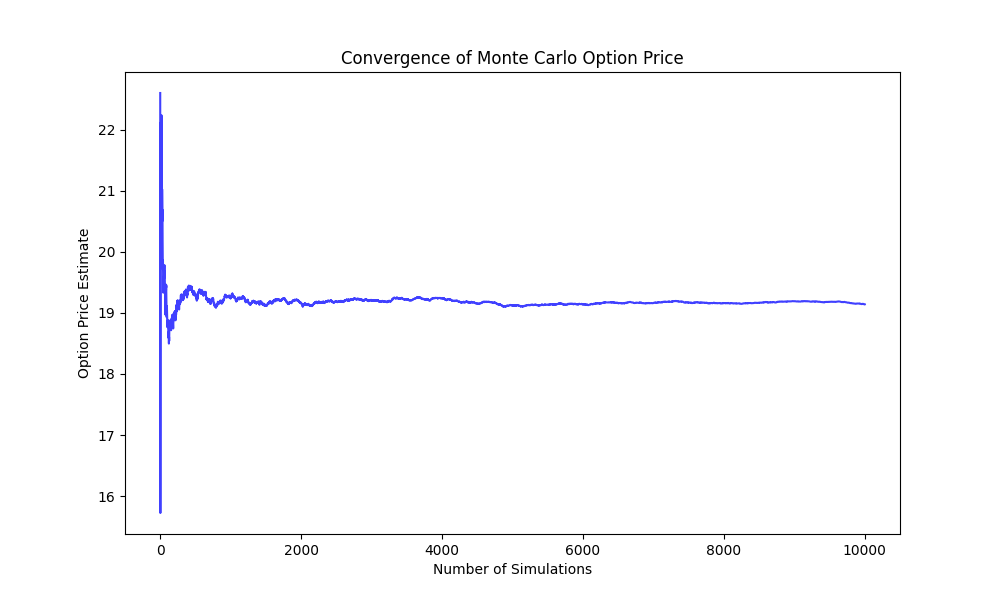 Convergence of Monte Carlo Option Price
Option Price Estimate
22
21
20
19
18
17
16
0 2000 4000 6000 8000 10000
Number of Simulations